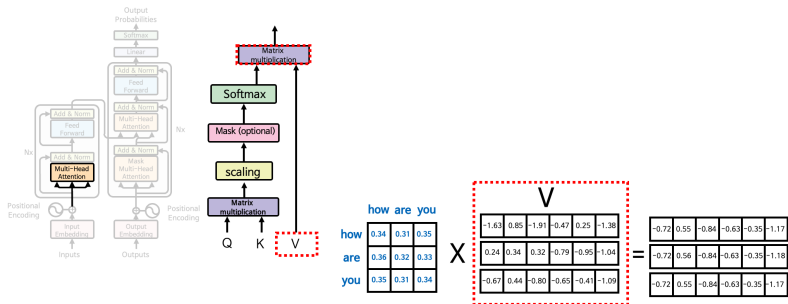 Output
Probabilities
Softmax
Linear
Add & Norm
Feed
Forward
Add & Norm
Multi-Head
Attention
Add & Norm
Mask
Multi-Head
Attention
Nx
Add & Norm
Feed
Forward
Nx
Add & Norm
Multi-Head
Attention
Positional
Encoding
Positional
Encoding
Input
Embedding
Output
Embedding
Inputs
Outputs
Matrix
multiplication
Softmax
Mask (optional)
scaling
Matrix
multiplication
Q K V
how are you
how 0.34 0.31 0.35
are 0.36 0.32 0.33
you 0.35 0.31 0.34
X
V
-1.63 0.85 -1.91 -0.47 0.25 -1.38
0.24 0.34 0.32 -0.79 -0.95 -1.04
-0.67 0.44 -0.80 -0.65 -0.41 -1.09
=
-0.72 0.55 -0.84 -0.63 -0.35 -1.17
-0.72 0.56 -0.84 -0.63 -0.35 -1.18
-0.72 0.55 -0.84 -0.63 -0.35 -1.17